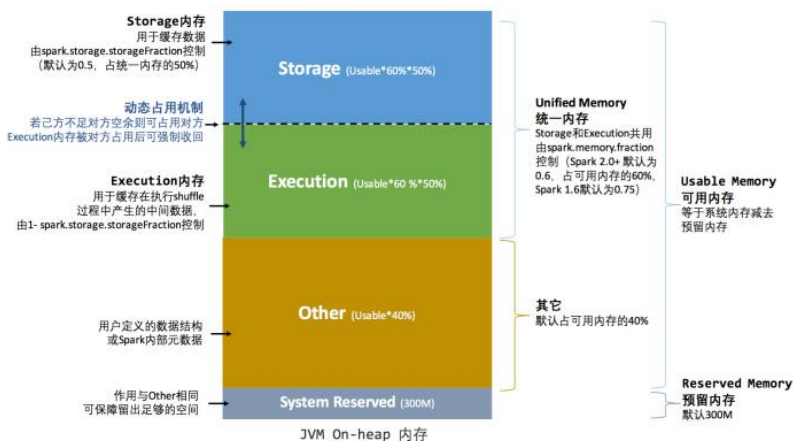 Storage内存
用于缓存数据
由spark.storage.storageFraction控制
（默认为0.5、占统一内存的50%）
动态占用机制
若己方不足对方空余则可占用对方
Execution内存被对方占用后可强制收回
Execution内存
用于缓存在执行shuffle
过程中产生的中间数据、
由1- spark.storage.storageFraction控制
用户定义的数据结构
或Spark内部元数据
作用与Other相同
可保障留出足够的空间
Storage (Usable*60%*50%)
Execution (Usable*60 %*50%)
Other (Usable*40%)
System Reserved (300M)
JVM On-heap 内存
Unified Memory
统一内存
Storage和Execution共用
由spark.memory.fraction
控制（Spark 2.0+ 默认为
0.6、占可用内存的60%、
Spark 1.6默认为0.75）
其它
默认占可用内存的40%
Usable Memory
可用内存
等于系统内存减去
预留内存
Reserved Memory
预留内存
默认300M